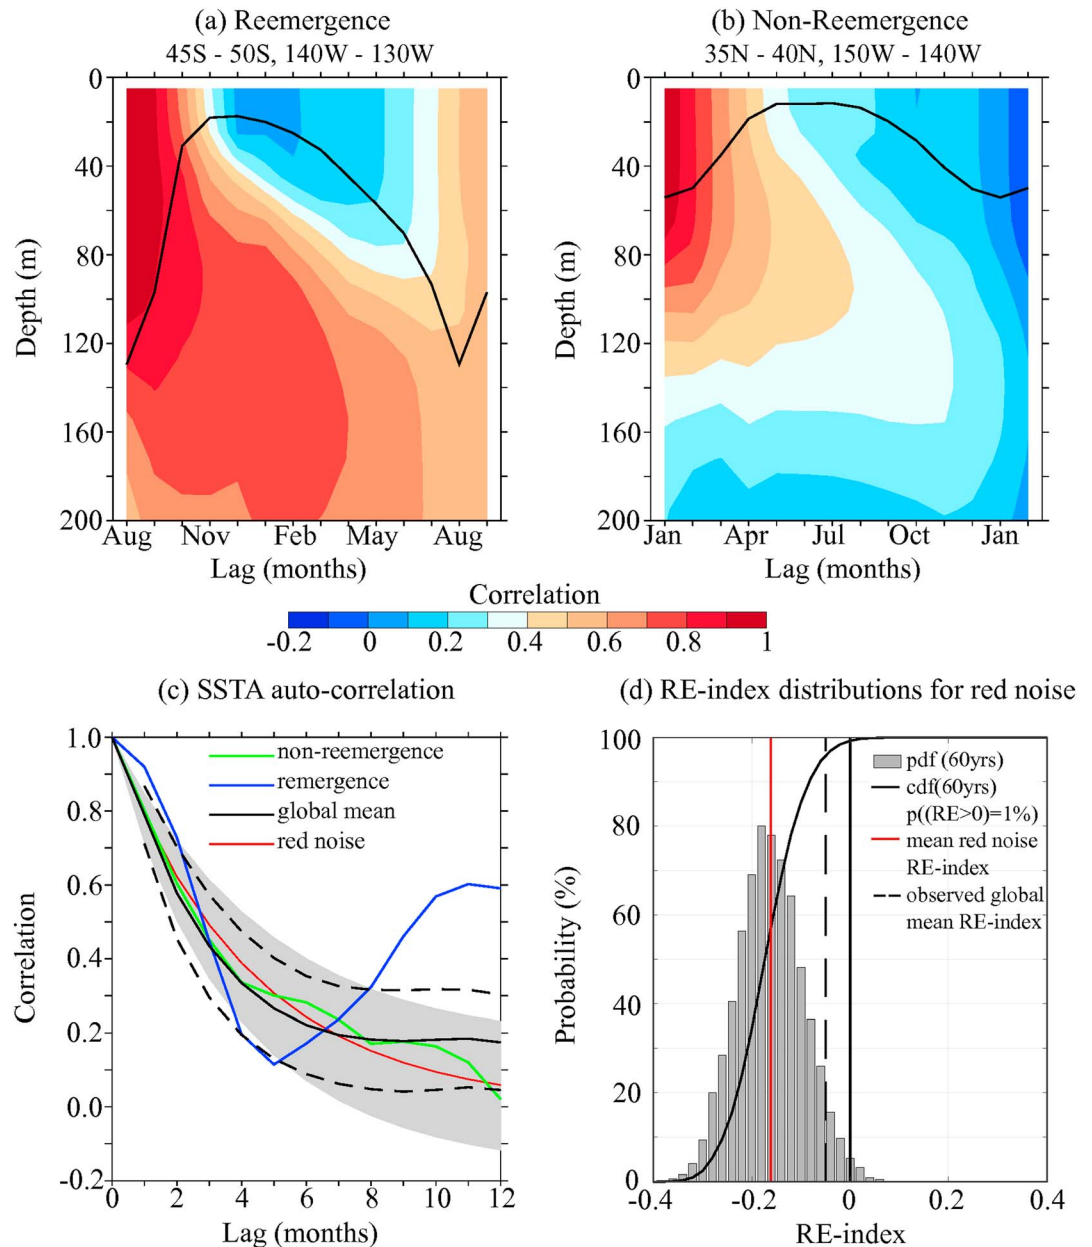 (a) Reemergence
45S - 50S, 140W - 130W
0
40
80
120
160
200
Depth (m)
Aug Nov Feb May Aug
Lag (months)
(b) Non-Reemergence
35N - 40N, 150W - 140W
0
40
80
120
160
200
Depth (m)
Jan Apr Jul Oct Jan
Lag (months)
Correlation
-0.2 0 0.2 0.4 0.6 0.8 1
(c) SSTA auto-correlation
1.0
0.8
0.6
0.4
0.2
0.0
-0.2
Correlation
non-reemergence
remergence
global mean
red noise
0 2 4 6 8 10 12
Lag (months)
(d) RE-index distributions for red noise
100
80
60
40
20
0
Probability (%)
pdf (60yrs)
cdf(60yrs)
p((RE>0)=1%)
mean red noise
RE-index
observed global
mean RE-index
-0.4 -0.2 0 0.2 0.4
RE-index